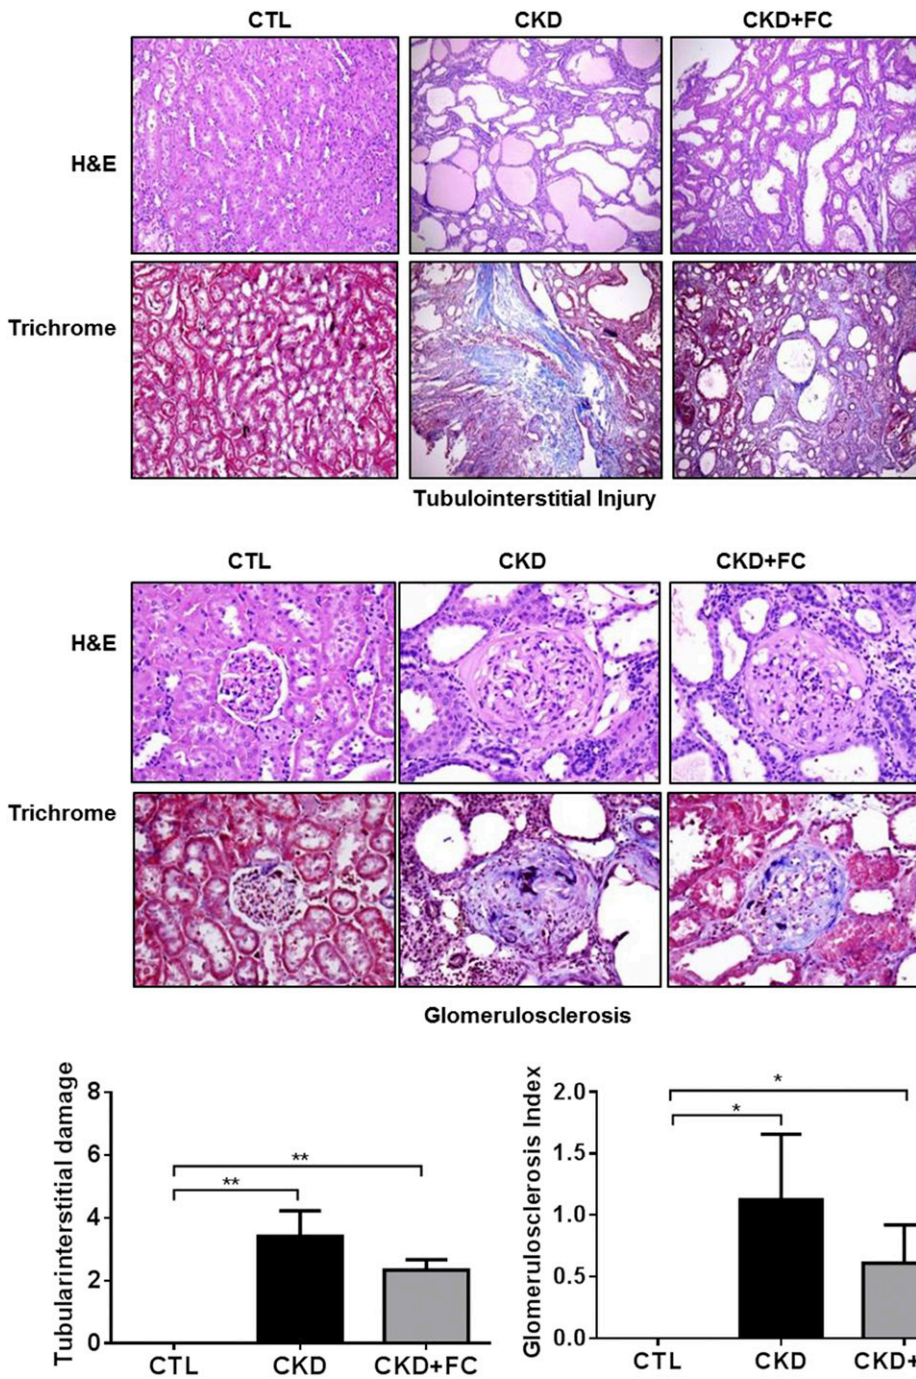 CTL CKD CKD+FC
H&E
Trichrome
Tubulointerstitial Injury
CTL CKD CKD+FC
H&E
Trichrome
Glomerulosclerosis
Tubularinterstitial damage
8
6
4
2
0
**
**
CTL CKD CKD+FC
Glomerulosclerosis Index
2.0
1.5
1.0
0.5
0.0
*
*
CTL CKD CKD+